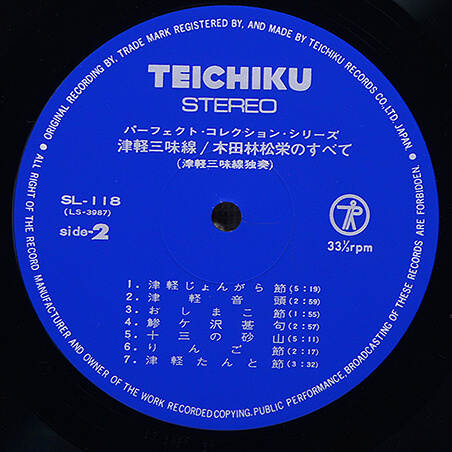 • ORIGINAL RECORDING BY, TRADE MARK REGISTERED BY, AND MADE BY TEICHIKU RECORDS CO., LTD. JAPAN. •
TEICHIKU
STEREO
パーフェクト・コレクション・シリーズ
津軽三味線/木田林松栄のすべて
(津軽三味線独奏)
SL-118
(LS-3987)
side-2
33⅓rpm
1. 津軽じょんがら節(5:19)
2. 津軽音頭(2:59)
3. おしまこ節(1:55)
4. 鯵ケ沢甚句(2:57)
5. 十三の砂山(5:11)
6. りんご節(2:17)
7. 津軽たんと節(3:32)
ALL RIGHT OF THE RECORD MANUFACTURER AND OWNER OF THE WORK RECORDED COPYING. PUBLIC PERFORMANCE, BROADCASTING OF THESE RECORDS ARE FORBIDDEN.